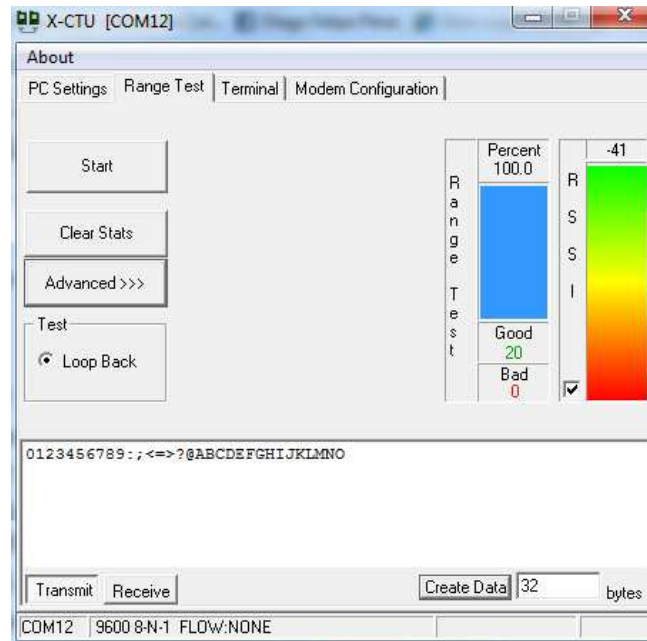 X-CTU [COM12]
About
PC Settings Range Test Terminal Modem Configuration
Start
Clear Stats
Advanced >>>
Test
Loop Back
Range Test
Percent
100.0
Good
20
Bad
0
RSSI
-41
0123456789:;<=>?@ABCDEFGHIJKLMNO
Transmit Receive Create Data 32 bytes
COM12 9600 8-N-1 FLOW:NONE